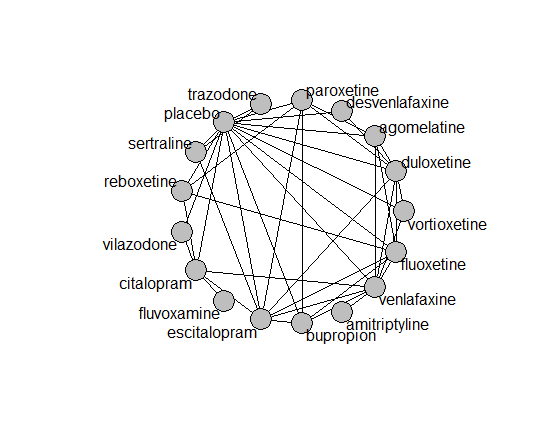 paroxetine
trazodone
desvenlafaxine
placebo
agomelatine
sertraline
duloxetine
reboxetine
vortioxetine
vilazodone
fluoxetine
citalopram
venlafaxine
fluvoxamine
amitriptyline
escitalopram
bupropion